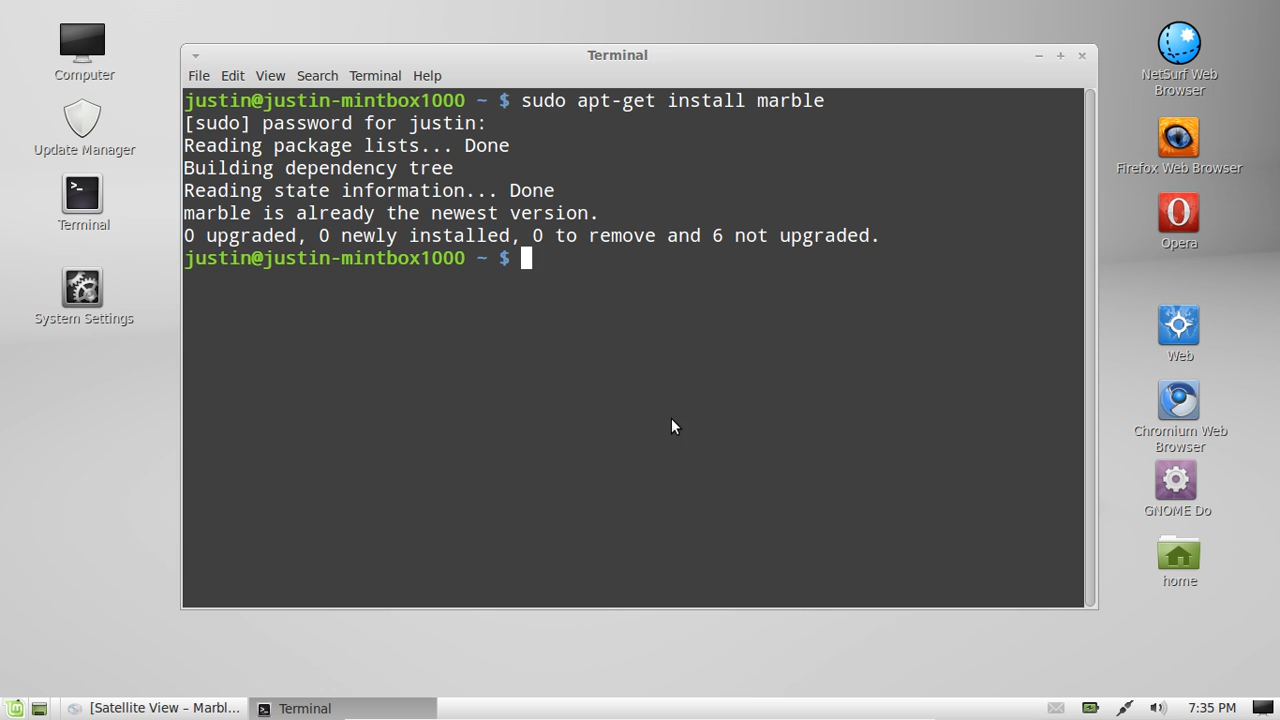 Computer
Update Manager
Terminal
System Settings
Terminal
File Edit View Search Terminal Help
justin@justin-mintbox1000 ~ $ sudo apt-get install marble
[sudo] password for justin:
Reading package lists... Done
Building dependency tree
Reading state information... Done
marble is already the newest version.
0 upgraded, 0 newly installed, 0 to remove and 6 not upgraded.
justin@justin-mintbox1000 ~ $
NetSurf Web
Browser
Firefox Web Browser
Opera
Web
Chromium Web
Browser
GNOME Do
home
[Satellite View – Marbl... Terminal 7:35 PM